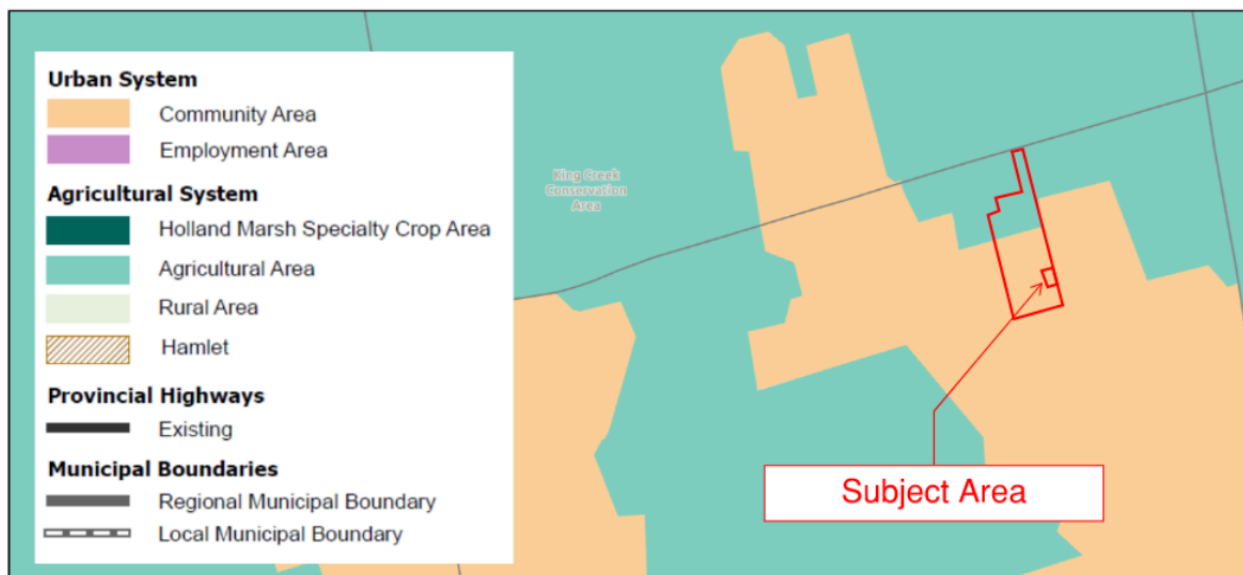 Urban System
Community Area
Employment Area
Agricultural System
Holland Marsh Specialty Crop Area
Agricultural Area
Rural Area
Hamlet
Provincial Highways
Existing
Municipal Boundaries
Regional Municipal Boundary
Local Municipal Boundary
King Creek
Conservation
Area
Subject Area